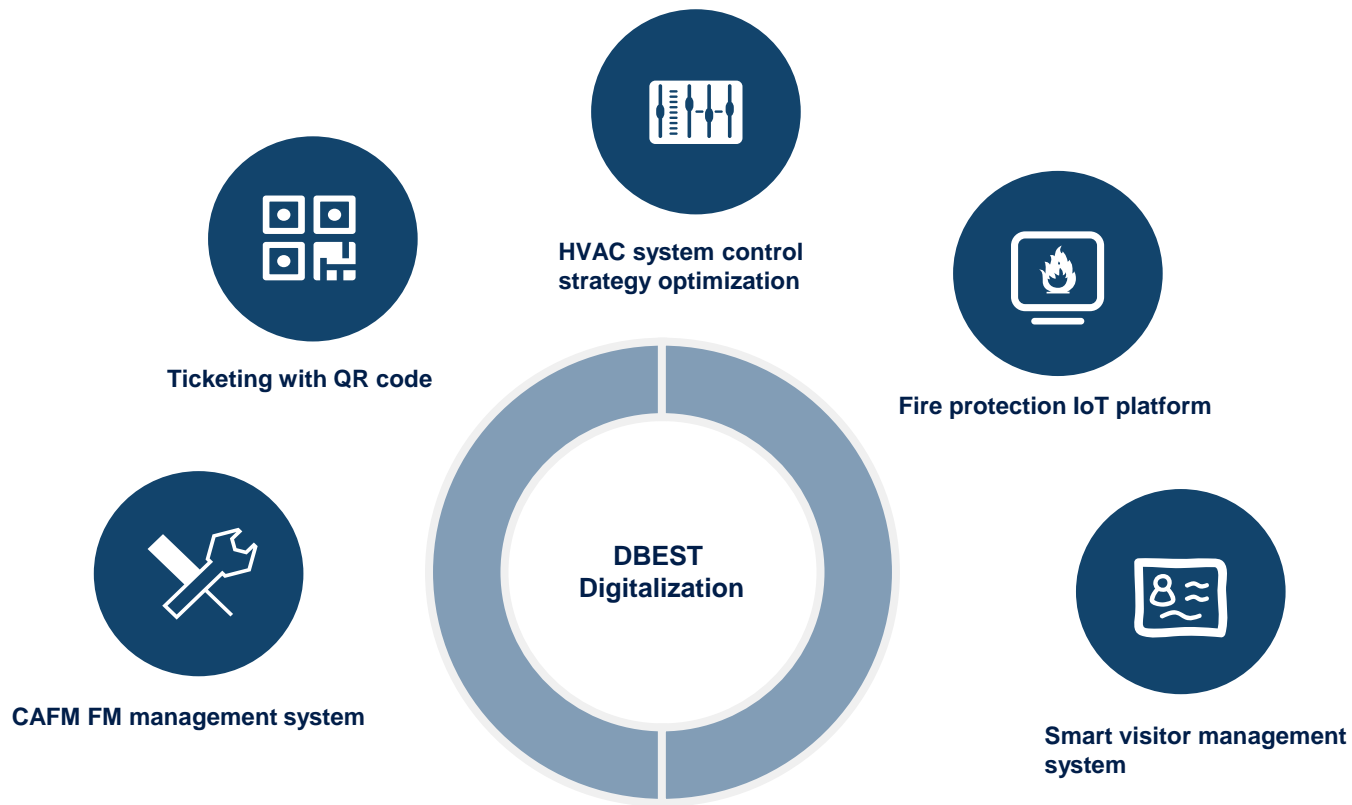 HVAC system control
strategy optimization
Ticketing with QR code
Fire protection IoT platform
DBEST
Digitalization
CAFM FM management system
Smart visitor management
system